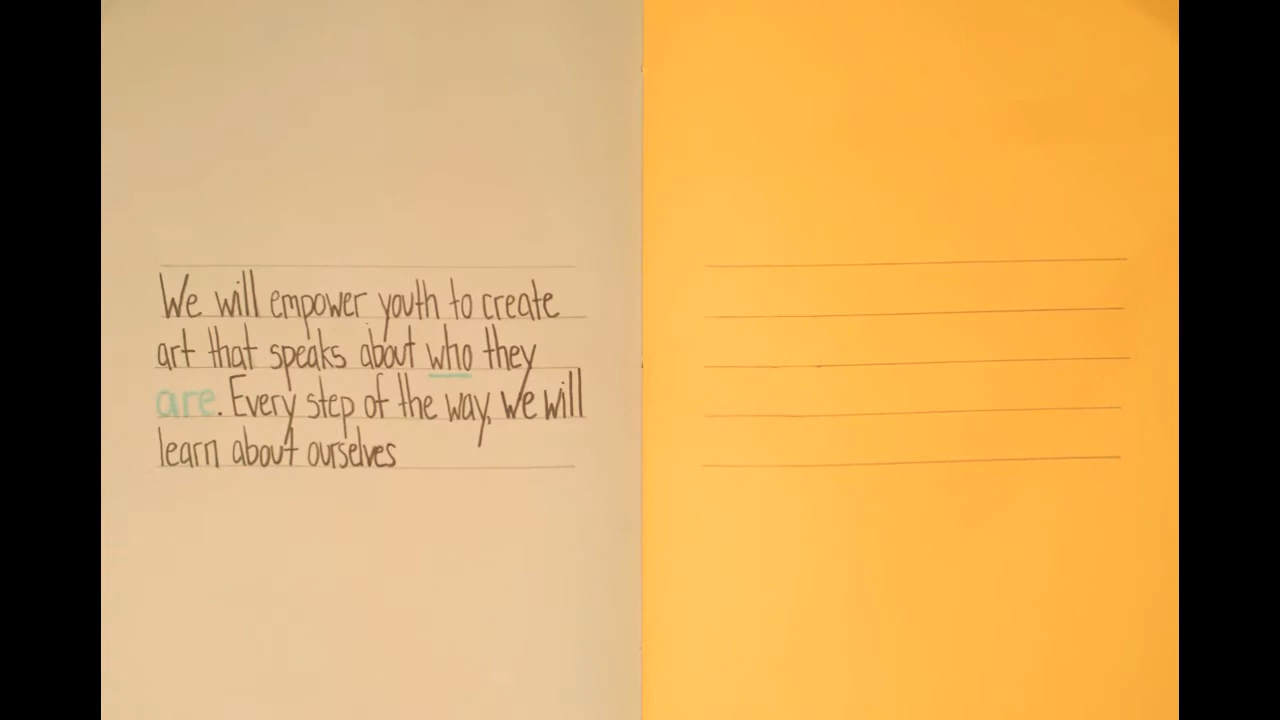 We will empower youth to create
art that speaks about who they
are. Every step of the way, we will
learn about ourselves